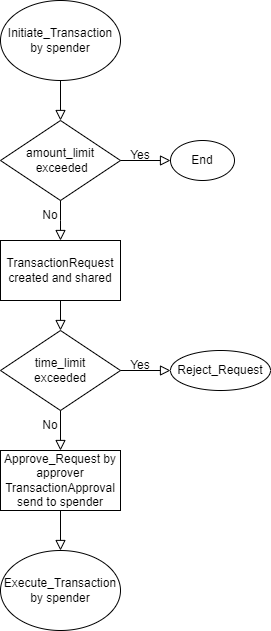 Initiate_Transaction
by spender
amount_limit
exceeded
Yes
End
No
TransactionRequest
created and shared
time_limit
exceeded
Yes
Reject_Request
No
Approve_Request by
approver
TransactionApproval
send to spender
Execute_Transaction
by spender